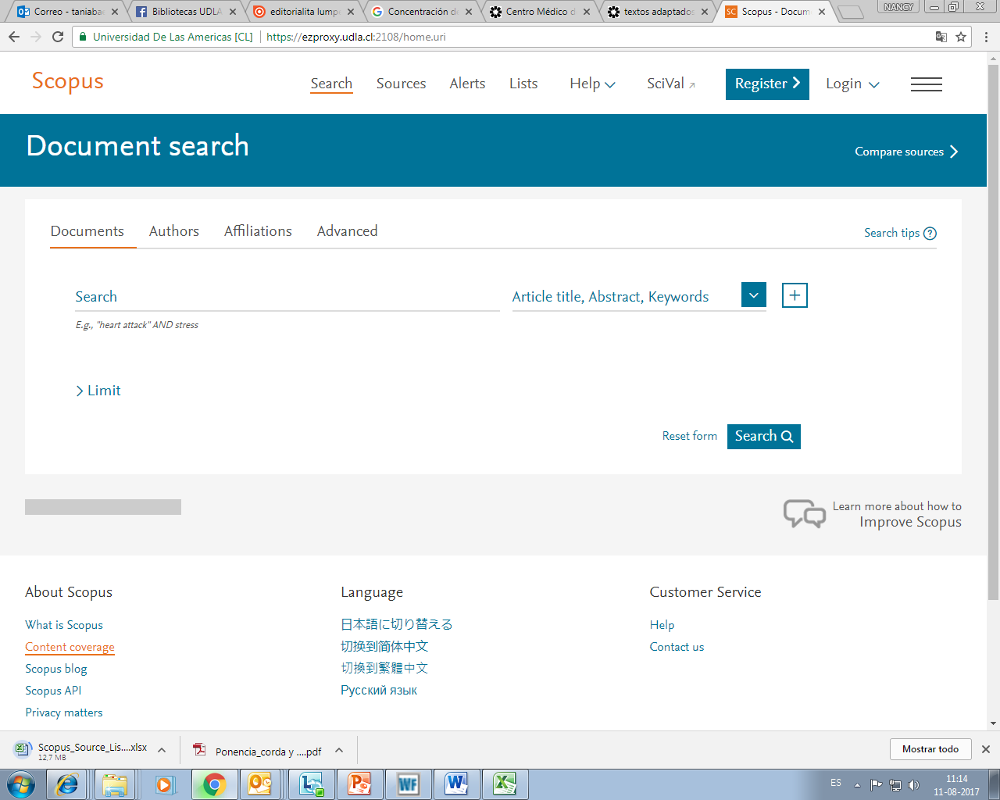 Correo - taniaba
Bibliotecas UDLA
editorialita lump
Concentración d
Centro Médico d
textos adaptados
Scopus - Docum
NANCY
Universidad De Las Americas [CL]
https://ezproxy.udla.cl:2108/home.uri
Scopus
Search
Sources
Alerts
Lists
Help
SciVal
Register
Login
Document search
Compare sources
Documents
Authors
Affiliations
Advanced
Search tips
Search
Article title, Abstract, Keywords
E.g., "heart attack" AND stress
Limit
Reset form
Search
Learn more about how to
Improve Scopus
About Scopus
What is Scopus
Content coverage
Scopus blog
Scopus API
Privacy matters
Language
日本語に切り替える
切换到简体中文
切換到繁體中文
Русский язык
Customer Service
Help
Contact us
Scopus_Source_Lis....xlsx
12,7 MB
Ponencia_corda y ....pdf
Mostrar todo
ES
11:14
11-08-2017